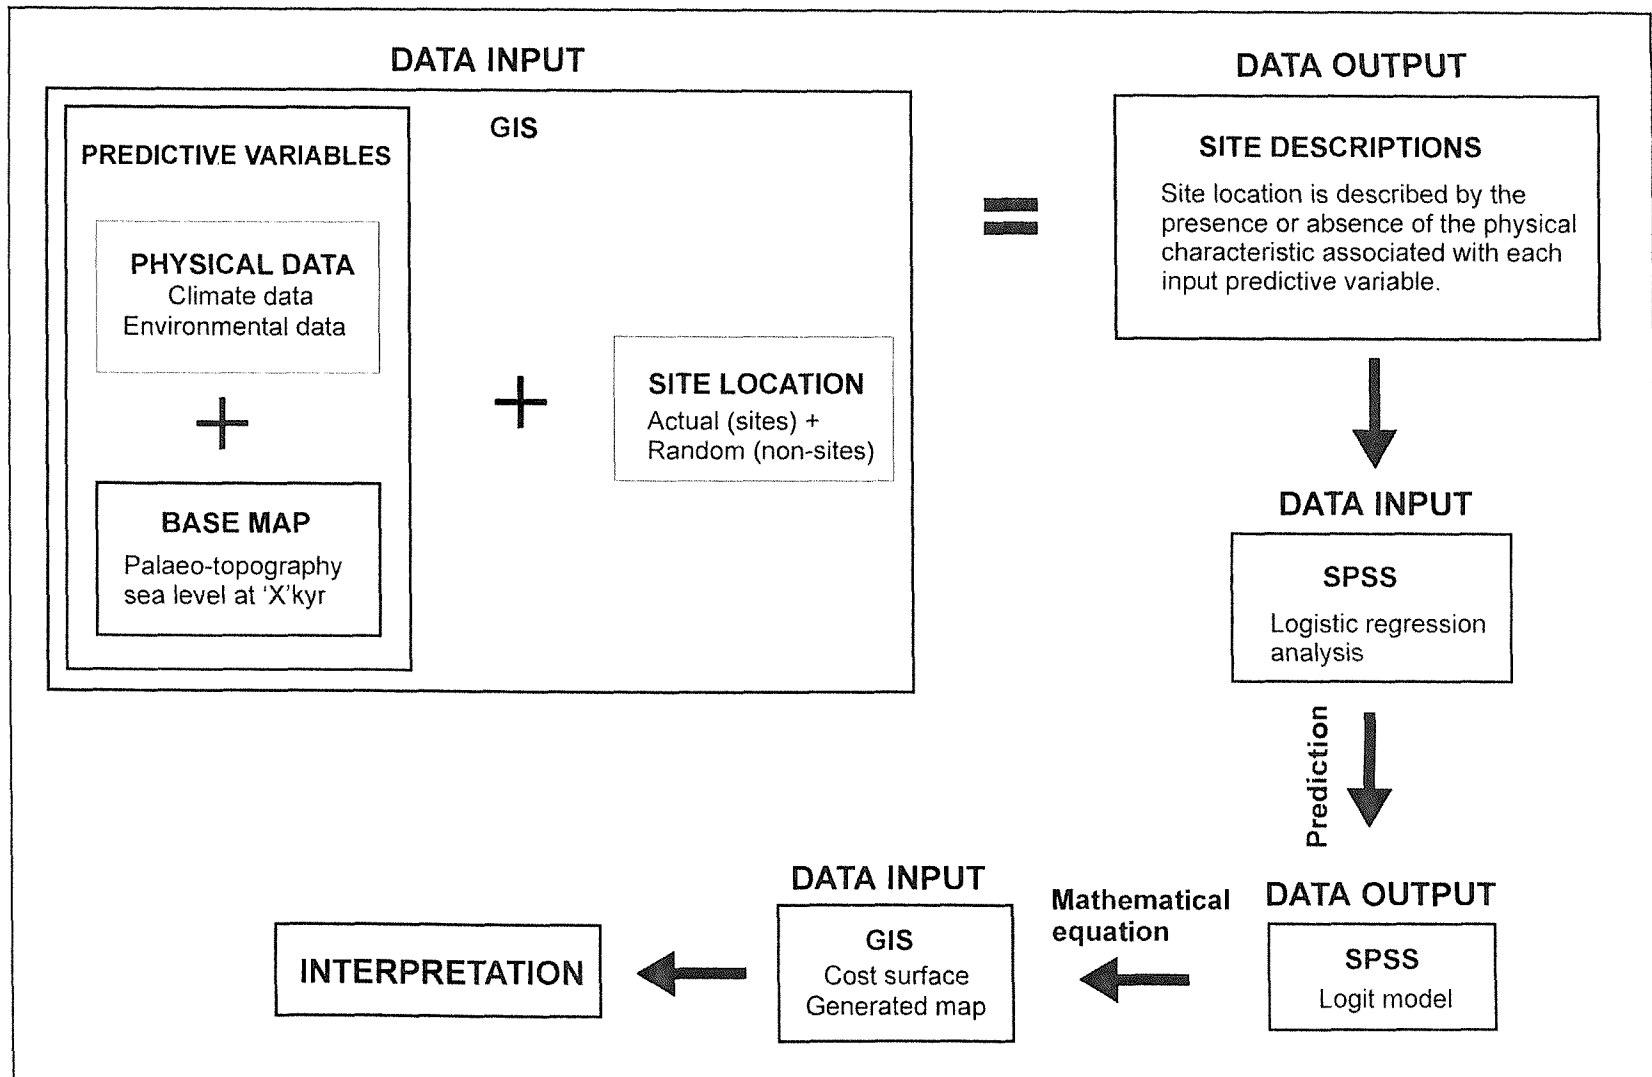 DATA INPUT
GIS
PREDICTIVE VARIABLES
PHYSICAL DATA
Climate data
Environmental data
+
BASE MAP
Palaeo-topography
sea level at ‘X’kyr
+
SITE LOCATION
Actual (sites) +
Random (non-sites)
=
DATA OUTPUT
SITE DESCRIPTIONS
Site location is described by the
presence or absence of the physical
characteristic associated with each
input predictive variable.
DATA INPUT
SPSS
Logistic regression
analysis
Prediction
DATA OUTPUT
SPSS
Logit model
Mathematical
equation
DATA INPUT
GIS
Cost surface
Generated map
INTERPRETATION